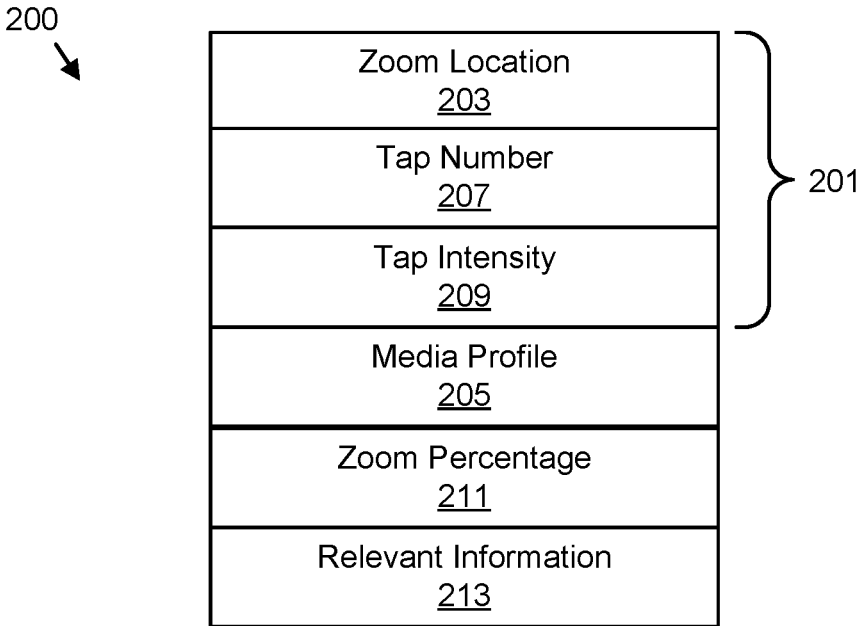 200
Zoom Location
203
Tap Number
207
201
Tap Intensity
209
Media Profile
205
Zoom Percentage
211
Relevant Information
213